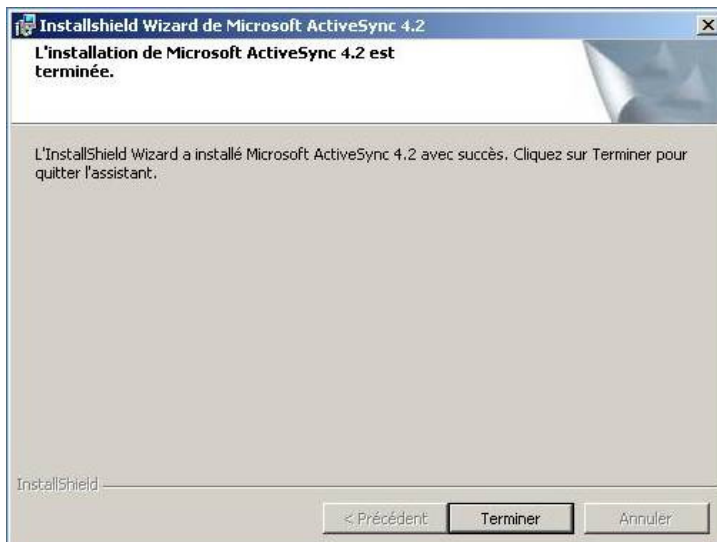 Installshield Wizard de Microsoft ActiveSync 4.2
L'installation de Microsoft ActiveSync 4.2 est
terminée.
L'InstallShield Wizard a installé Microsoft ActiveSync 4.2 avec succès. Cliquez sur Terminer pour
quitter l'assistant.
InstallShield
< Précédent Terminer Annuler